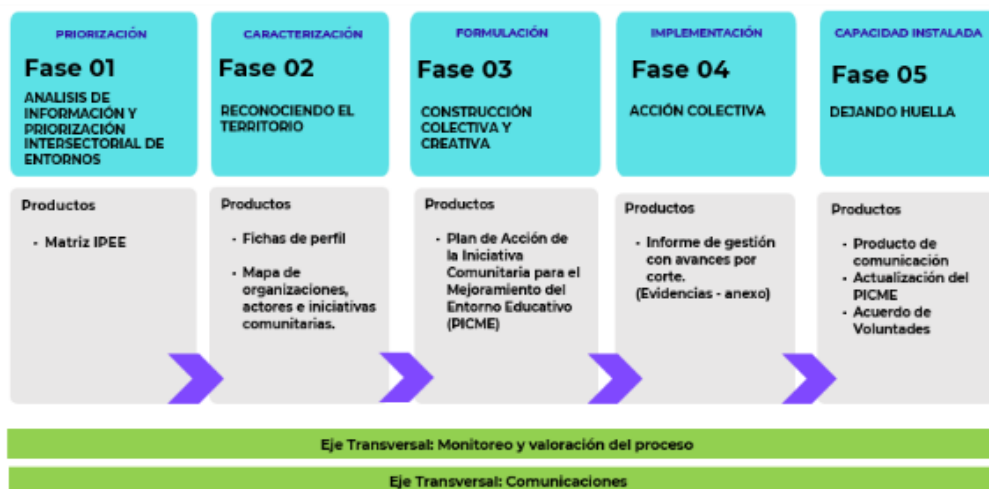 PRIORIZACIÓN
Fase 01
ANALISIS DE
INFORMACIÓN Y
PRIORIZACIÓN
INTERSECTORIAL DE
ENTORNOS
CARACTERIZACIÓN
Fase 02
RECONOCIENDO EL
TERRITORIO
FORMULACIÓN
Fase 03
CONSTRUCCIÓN
COLECTIVA Y
CREATIVA
IMPLEMENTACIÓN
Fase 04
ACCIÓN COLECTIVA
CAPACIDAD INSTALADA
Fase 05
DEJANDO HUELLA
Productos
- Matriz IPEE
Productos
- Fichas de perfil
- Mapa de
organizaciones,
actores e iniciativas
comunitarias.
Productos
- Plan de Acción de
la Iniciativa
Comunitaria para el
Mejoramiento del
Entorno Educativo
(PICME)
Productos
- Informe de gestión
con avances por
corte.
(Evidencias - anexo)
Productos
- Producto de
comunicación
- Actualización del
PICME
- Acuerdo de
Voluntades
Eje Transversal: Monitoreo y valoración del proceso
Eje Transversal: Comunicaciones